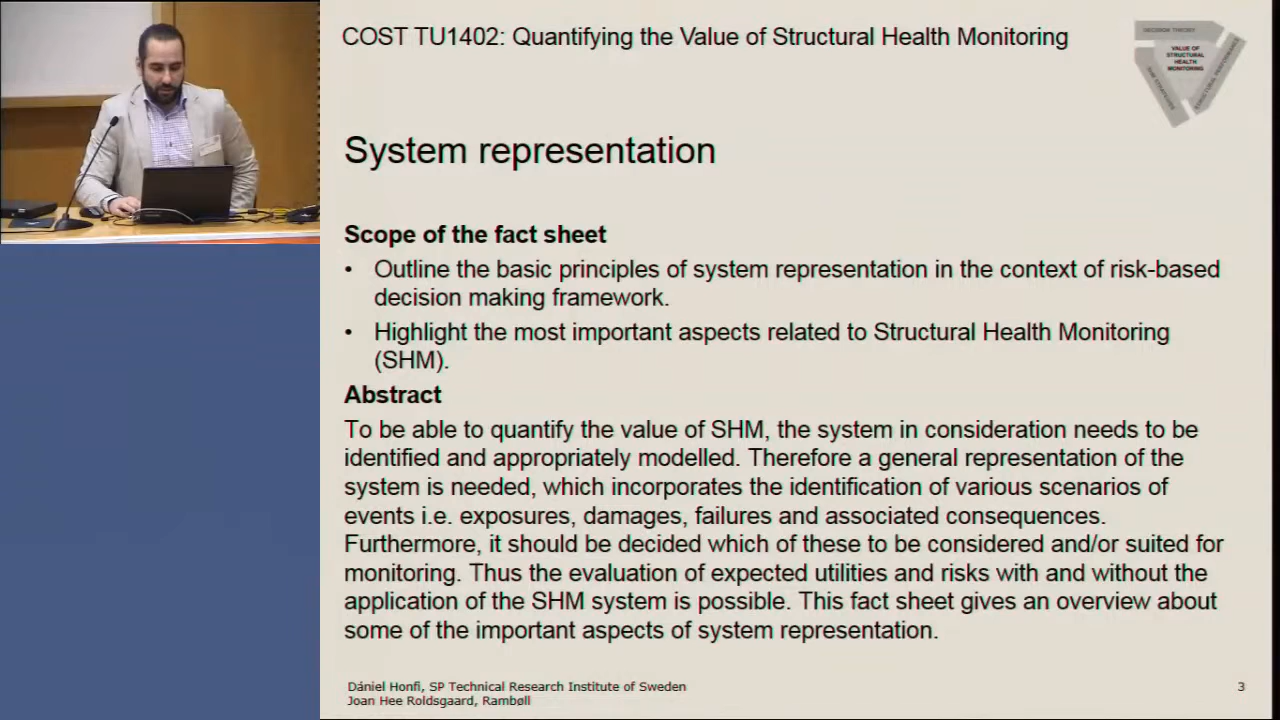 COST TU1402: Quantifying the Value of Structural Health Monitoring
DECISION THEORY
VALUE OF
STRUCTURAL
HEALTH
MONITORING
SHM STRATEGIES
STRUCTURAL PERFORMANCE
System representation
Scope of the fact sheet
• Outline the basic principles of system representation in the context of risk-based
decision making framework.
• Highlight the most important aspects related to Structural Health Monitoring
(SHM).
Abstract
To be able to quantify the value of SHM, the system in consideration needs to be
identified and appropriately modelled. Therefore a general representation of the
system is needed, which incorporates the identification of various scenarios of
events i.e. exposures, damages, failures and associated consequences.
Furthermore, it should be decided which of these to be considered and/or suited for
monitoring. Thus the evaluation of expected utilities and risks with and without the
application of the SHM system is possible. This fact sheet gives an overview about
some of the important aspects of system representation.
Dániel Honfi, SP Technical Research Institute of Sweden
Joan Hee Roldsgaard, Rambøll
3